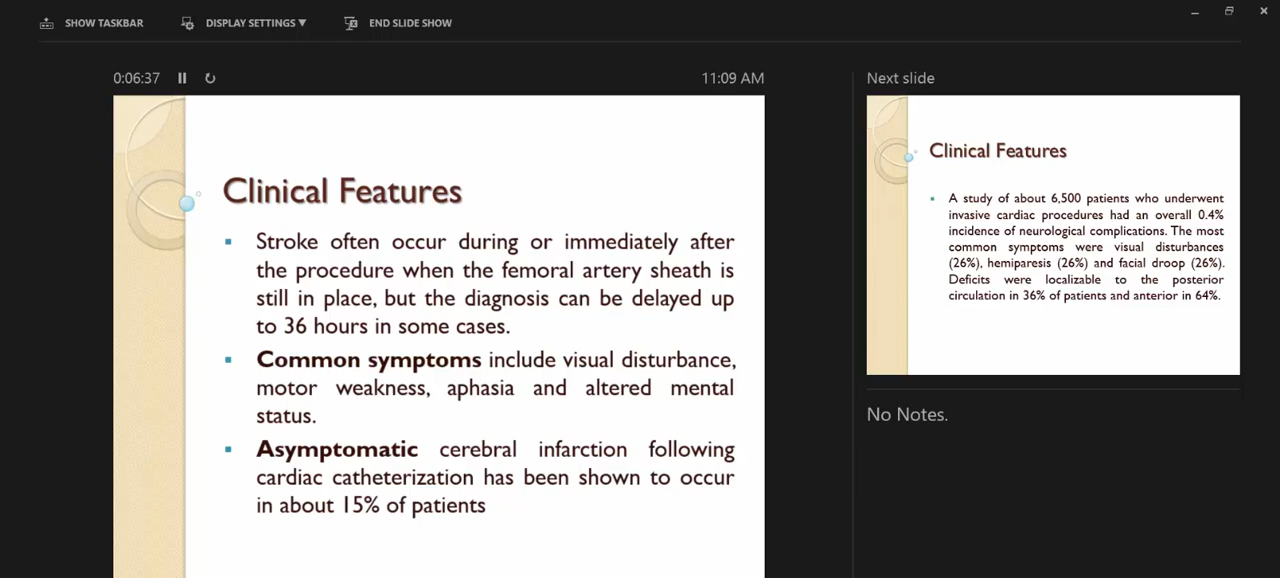 SHOW TASKBAR DISPLAY SETTINGS ▼ END SLIDE SHOW
0:06:37 11:09 AM
Clinical Features
▪ Stroke often occur during or immediately after
the procedure when the femoral artery sheath is
still in place, but the diagnosis can be delayed up
to 36 hours in some cases.
▪ Common symptoms include visual disturbance,
motor weakness, aphasia and altered mental
status.
▪ Asymptomatic cerebral infarction following
cardiac catheterization has been shown to occur
in about 15% of patients
Next slide
Clinical Features
▪ A study of about 6,500 patients who underwent
invasive cardiac procedures had an overall 0.4%
incidence of neurological complications. The most
common symptoms were visual disturbances
(26%), hemiparesis (26%) and facial droop (26%).
Deficits were localizable to the posterior
circulation in 36% of patients and anterior in 64%.
No Notes.